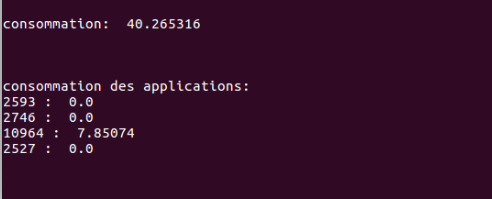 consommation:  40.265316
consommation des applications:
2593 :  0.0
2746 :  0.0
10964 :  7.85074
2527 :  0.0